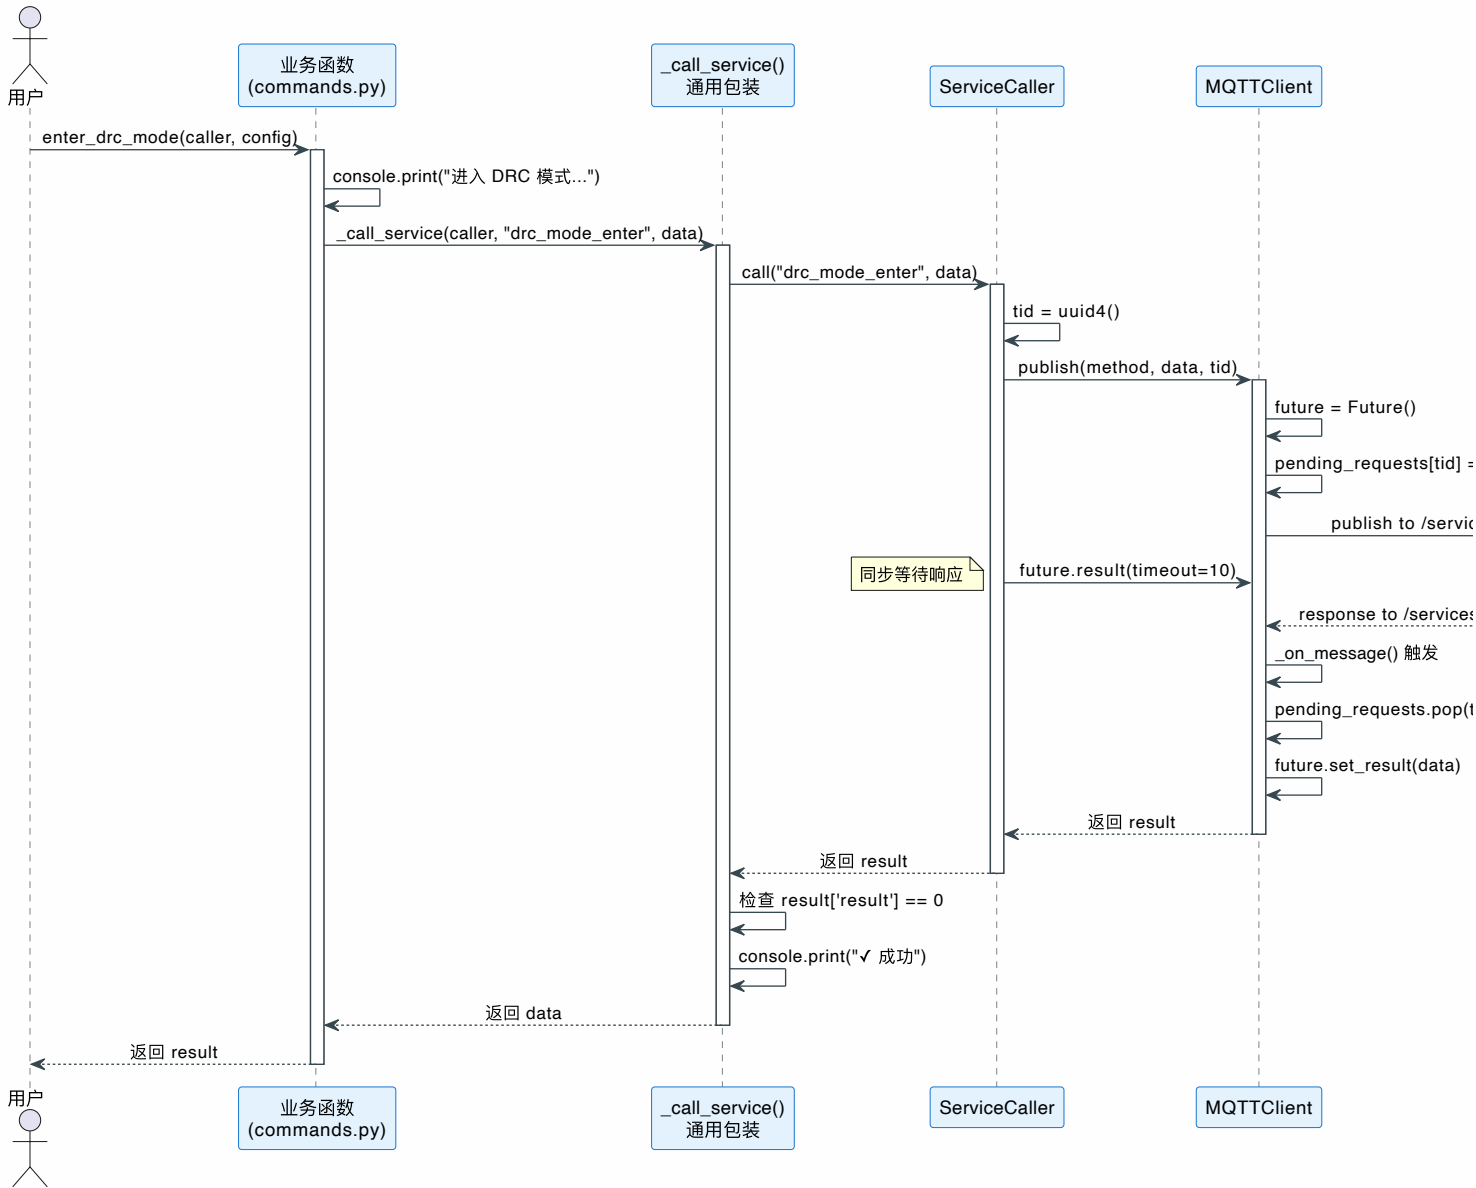 用户
业务函数
(commands.py)
_call_service()
通用包装
ServiceCaller
MQTTClient
enter_drc_mode(caller, config)
console.print("进入 DRC 模式...")
_call_service(caller, "drc_mode_enter", data)
call("drc_mode_enter", data)
tid = uuid4()
publish(method, data, tid)
future = Future()
pending_requests[tid] =
publish to /servic
同步等待响应
future.result(timeout=10)
response to /services
_on_message() 触发
pending_requests.pop(t
future.set_result(data)
返回 result
返回 result
检查 result['result'] == 0
console.print("✓ 成功")
返回 data
返回 result
用户
业务函数
(commands.py)
_call_service()
通用包装
ServiceCaller
MQTTClient